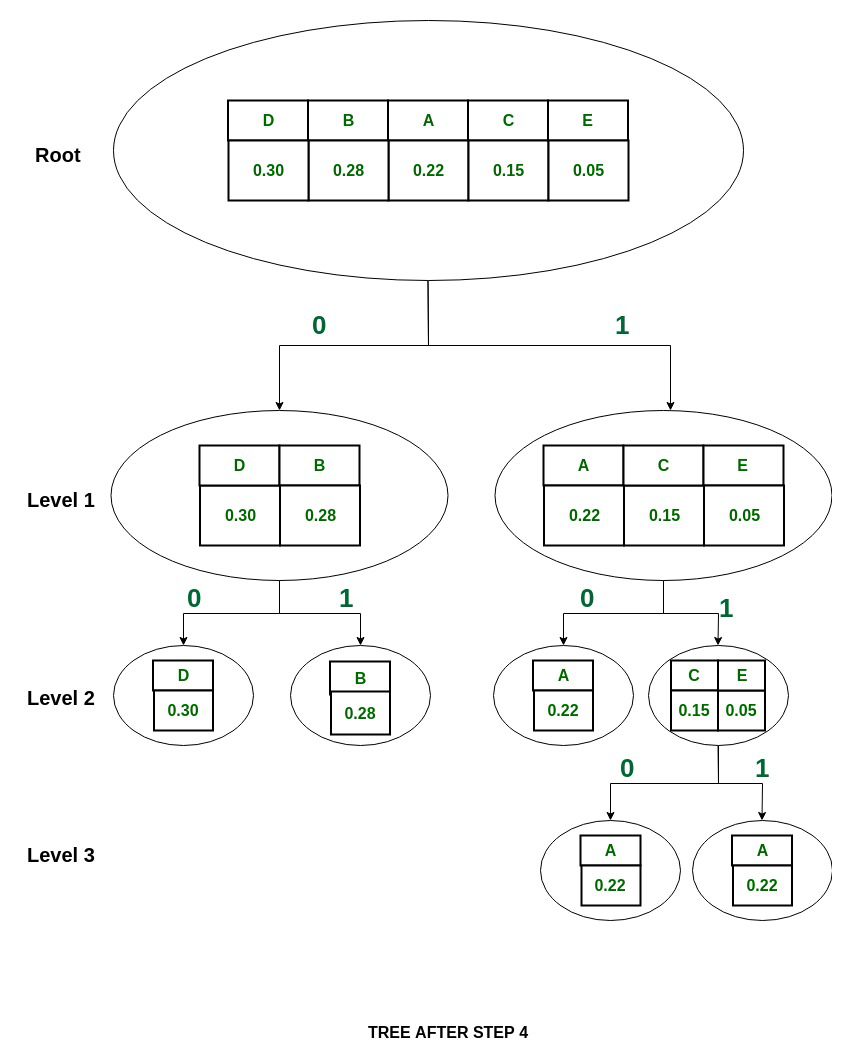 D B A C E
Root
0.30 0.28 0.22 0.15 0.05
0 1
D B A C E
Level 1
0.30 0.28 0.22 0.15 0.05
0 1 0 1
D B A C E
Level 2
0.30 0.28 0.22 0.15 0.05
0 1
A A
Level 3
0.22 0.22
TREE AFTER STEP 4